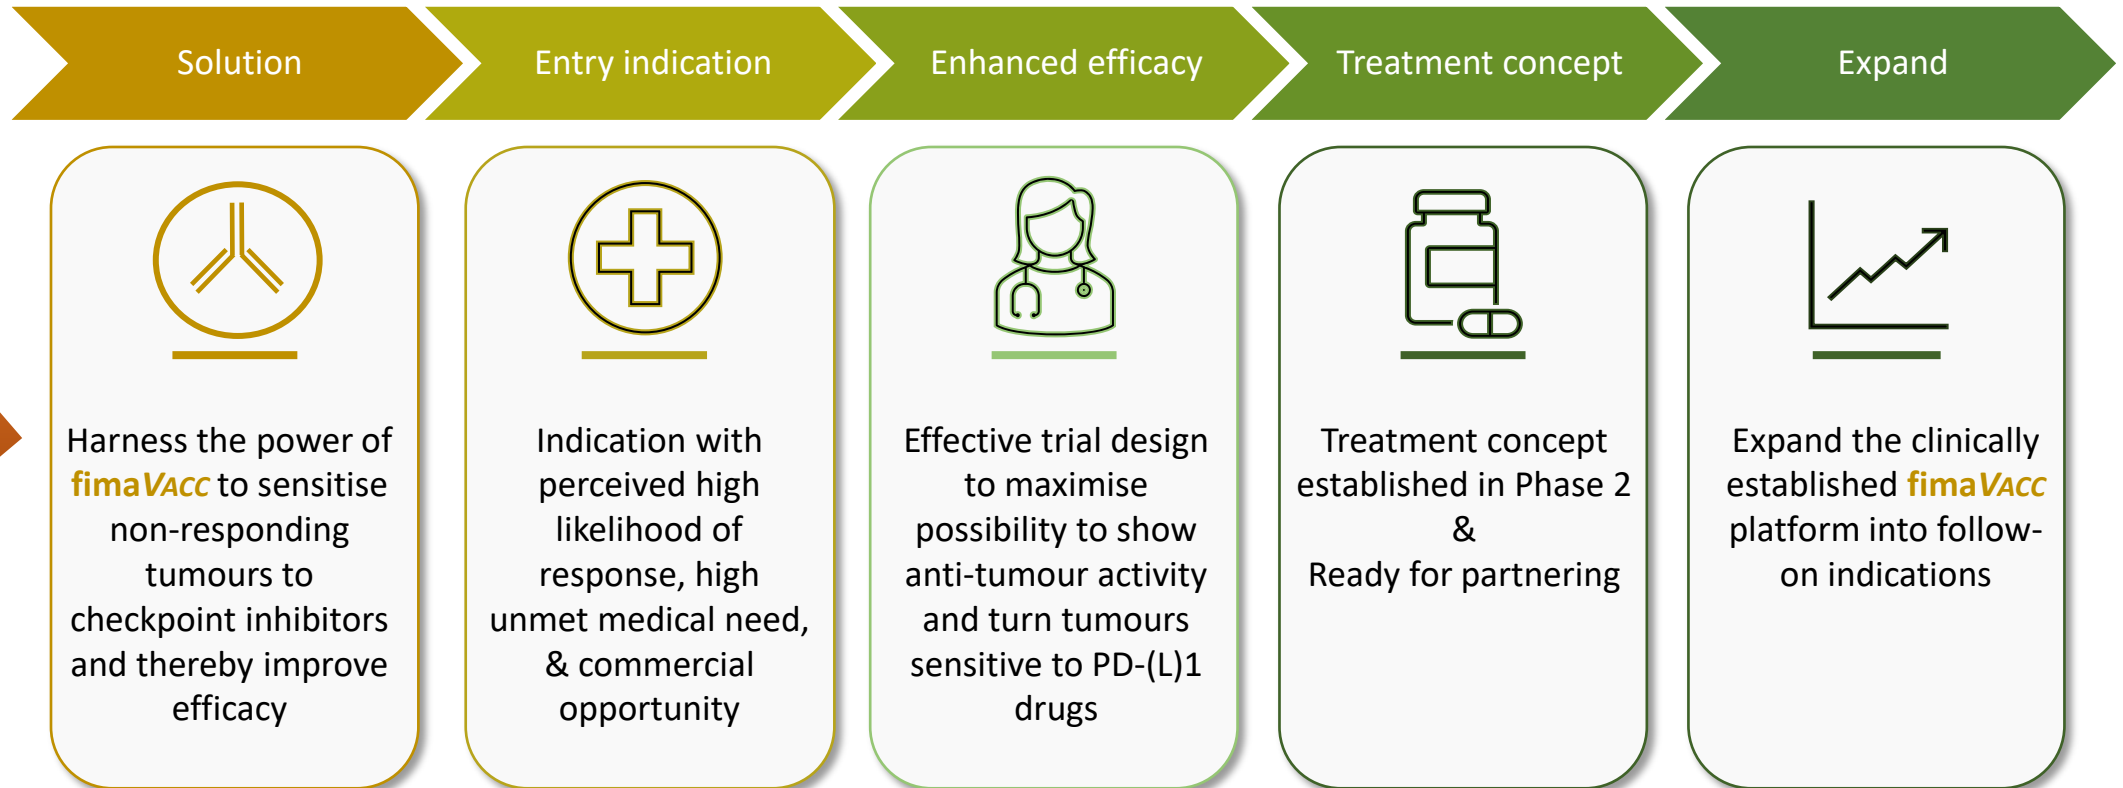 Solution
Entry indication
Enhanced efficacy
Treatment concept
Expand
Harness the power of
fimaVACC to sensitise
non-responding
tumours to
checkpoint inhibitors
and thereby improve
efficacy
Indication with
perceived high
likelihood of
response, high
unmet medical need,
& commercial
opportunity
Effective trial design
to maximise
possibility to show
anti-tumour activity
and turn tumours
sensitive to PD-(L)1
drugs
Treatment concept
established in Phase 2
&
Ready for partnering
Expand the clinically
established fimaVACC
platform into follow-
on indications